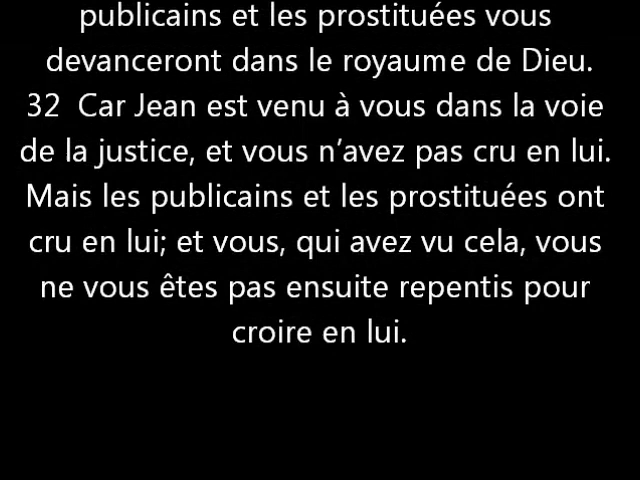 publicains et les prostituées vous
devanceront dans le royaume de Dieu.
32  Car Jean est venu à vous dans la voie
de la justice, et vous n’avez pas cru en lui.
Mais les publicains et les prostituées ont
cru en lui; et vous, qui avez vu cela, vous
ne vous êtes pas ensuite repentis pour
croire en lui.